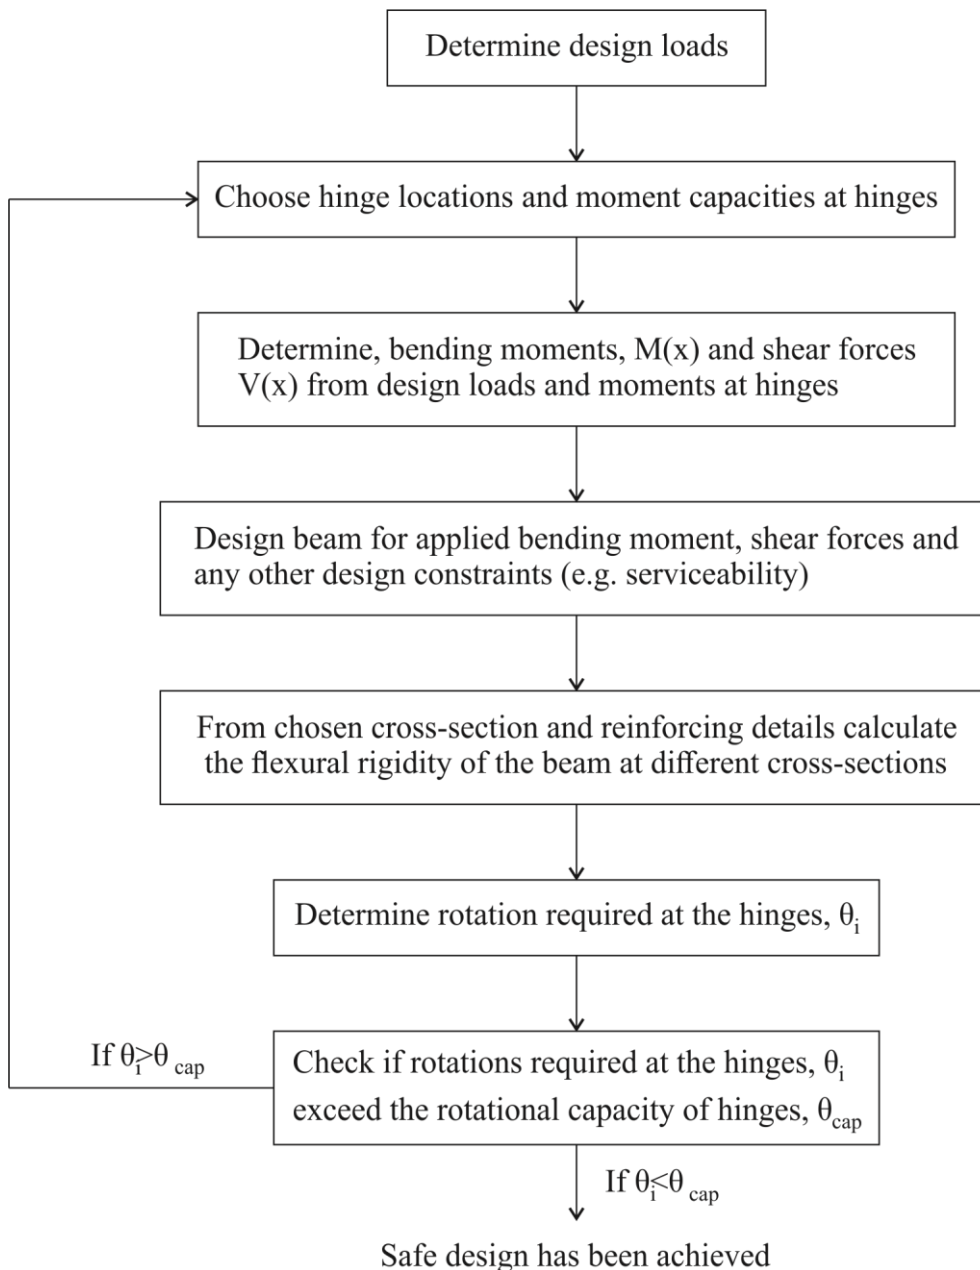 Determine design loads
Choose hinge locations and moment capacities at hinges
Determine, bending moments, M(x) and shear forces
V(x) from design loads and moments at hinges
Design beam for applied bending moment, shear forces and
any other design constraints (e.g. serviceability)
From chosen cross-section and reinforcing details calculate
the flexural rigidity of the beam at different cross-sections
Determine rotation required at the hinges, θi
If θi>θcap
Check if rotations required at the hinges, θi
exceed the rotational capacity of hinges, θcap
If θi<θcap
Safe design has been achieved